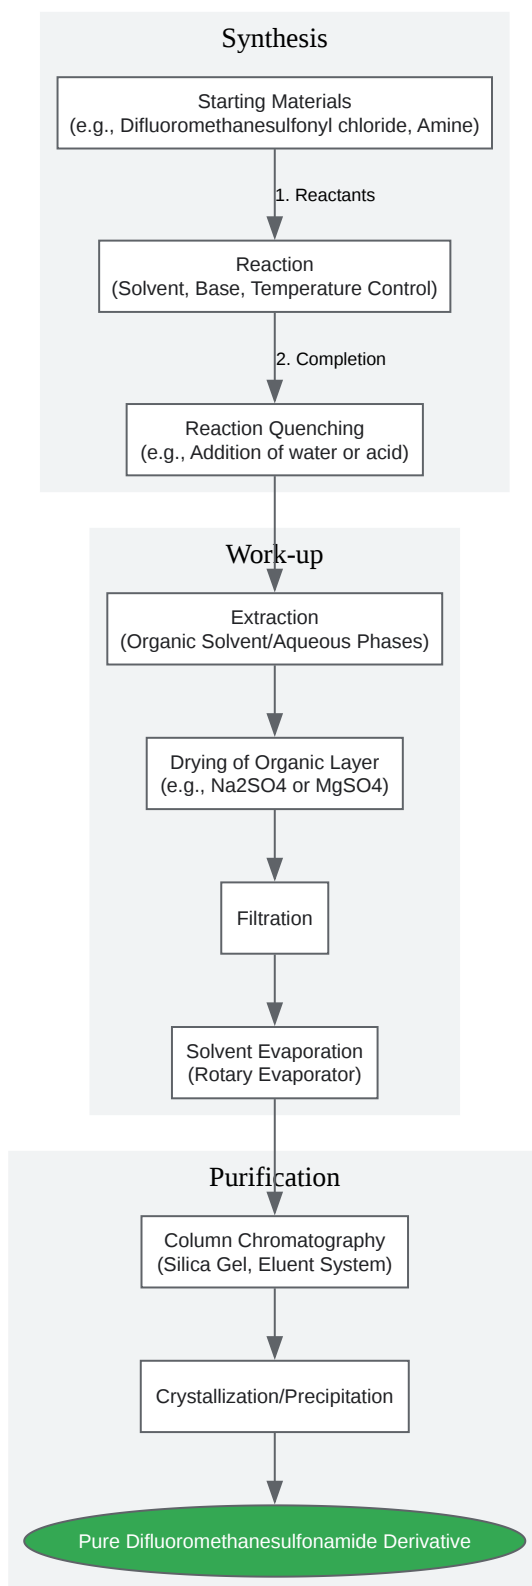 Synthesis
Starting Materials
(e.g., Difluoromethanesulfonyl chloride, Amine)
1. Reactants
Reaction
(Solvent, Base, Temperature Control)
2. Completion
Reaction Quenching
(e.g., Addition of water or acid)
Work-up
Extraction
(Organic Solvent/Aqueous Phases)
Drying of Organic Layer
(e.g., Na2SO4 or MgSO4)
Filtration
Solvent Evaporation
(Rotary Evaporator)
Purification
Column Chromatography
(Silica Gel, Eluent System)
Crystallization/Precipitation
Pure Difluoromethanesulfonamide Derivative